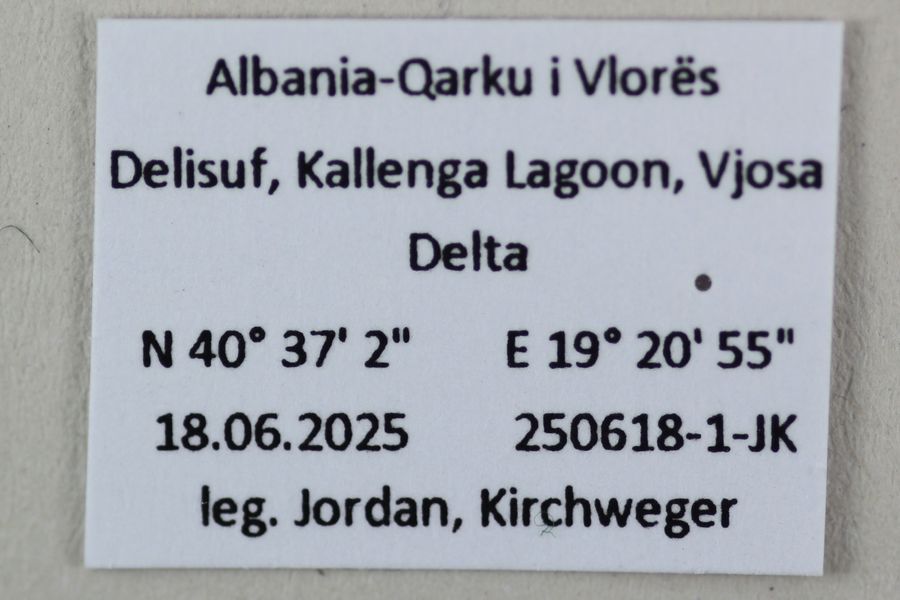 Albania-Qarku i Vlorës
Delisuf, Kallenga Lagoon, Vjosa
Delta
N 40° 37' 2" E 19° 20' 55"
18.06.2025 250618-1-JK
leg. Jordan, Kirchweger